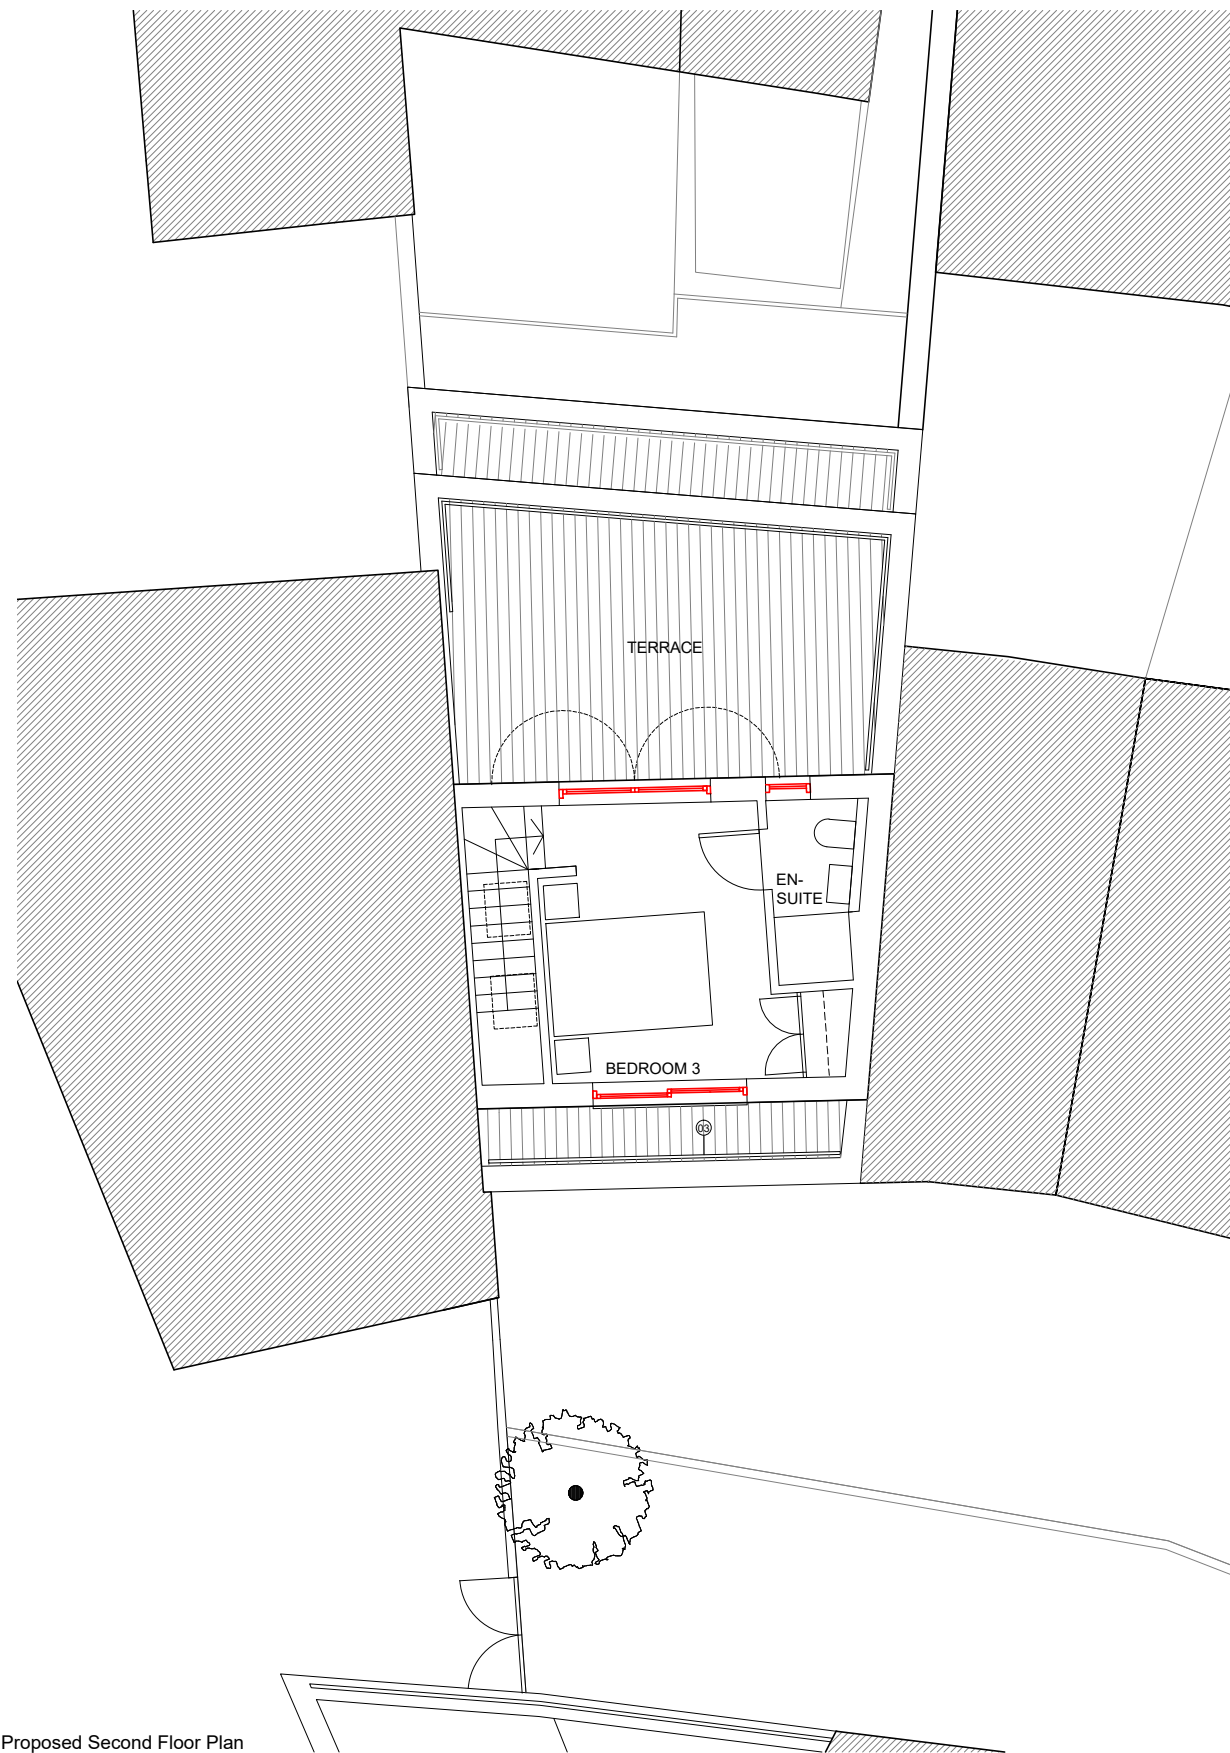 TERRACE
EN-
SUITE
BEDROOM 3
03
Proposed Second Floor Plan